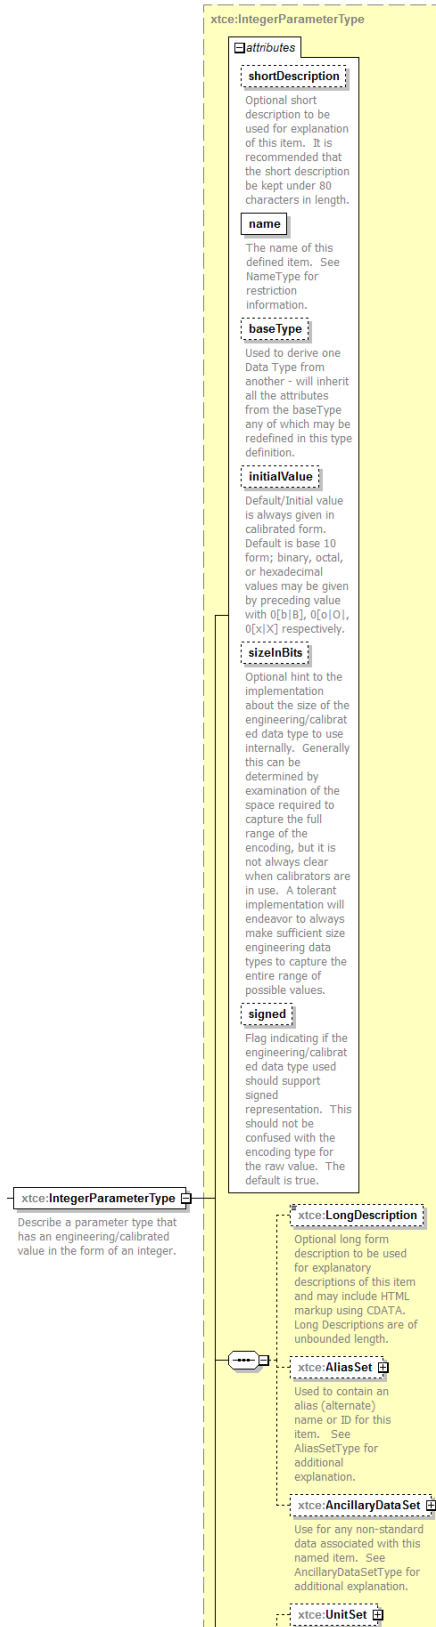 xtce:IntegerParameterType
attributes
shortDescription
Optional short
description to be
used for explanation
of this item.  It is
recommended that
the short description
be kept under 80
characters in length.
name
The name of this
defined item.  See
NameType for
restriction
information.
baseType
Used to derive one
Data Type from
another - will inherit
all the attributes
from the baseType
any of which may be
redefined in this type
definition.
initialValue
Default/Initial value
is always given in
calibrated form.
Default is base 10
form; binary, octal,
or hexadecimal
values may be given
by preceding value
with 0[b|B], 0[o|O|,
0[x|X] respectively.
sizeInBits
Optional hint to the
implementation
about the size of the
engineering/calibrat
ed data type to use
internally.  Generally
this can be
determined by
examination of the
space required to
capture the full
range of the
encoding, but it is
not always clear
when calibrators are
in use.  A tolerant
implementation will
endeavor to always
make sufficient size
engineering data
types to capture the
entire range of
possible values.
signed
Flag indicating if the
engineering/calibrat
ed data type used
should support
signed
representation.  This
should not be
confused with the
encoding type for
the raw value.  The
default is true.
xtce:IntegerParameterType
Describe a parameter type that
has an engineering/calibrated
value in the form of an integer.
xtce:LongDescription
Optional long form
description to be used
for explanatory
descriptions of this item
and may include HTML
markup using CDATA.
Long Descriptions are of
unbounded length.
xtce:AliasSet
Used to contain an
alias (alternate)
name or ID for this
item.   See
AliasSetType for
additional
explanation.
xtce:AncillaryDataSet
Use for any non-standard
data associated with this
named item.  See
AncillaryDataSetType for
additional explanation.
xtce:UnitSet